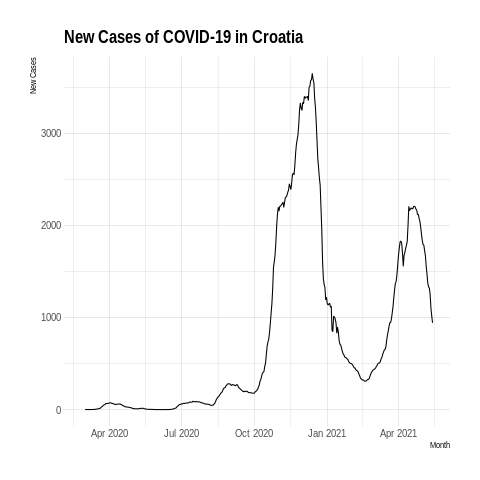 New Cases of COVID-19 in Croatia
New Cases
3000
2000
1000
0
Apr 2020 Jul 2020 Oct 2020 Jan 2021 Apr 2021
Month